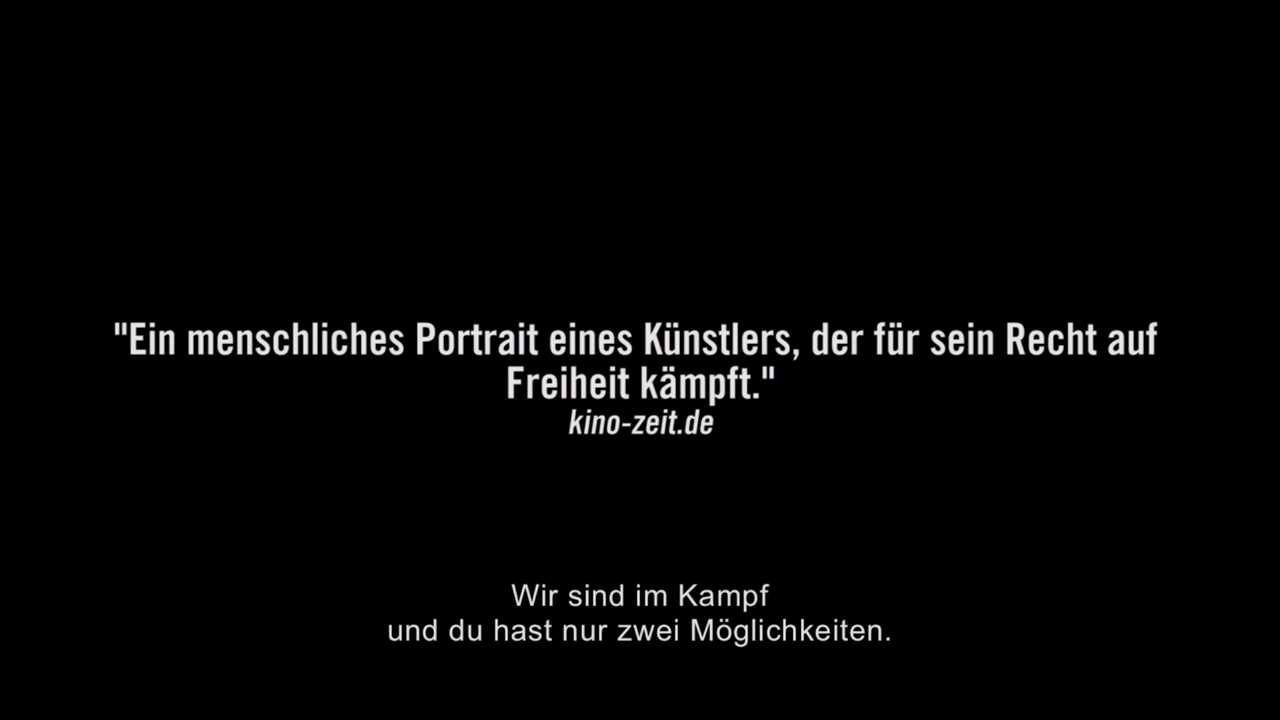 "Ein menschliches Portrait eines Künstlers, der für sein Recht auf
Freiheit kämpft."
kino-zeit.de
Wir sind im Kampf
und du hast nur zwei Möglichkeiten.